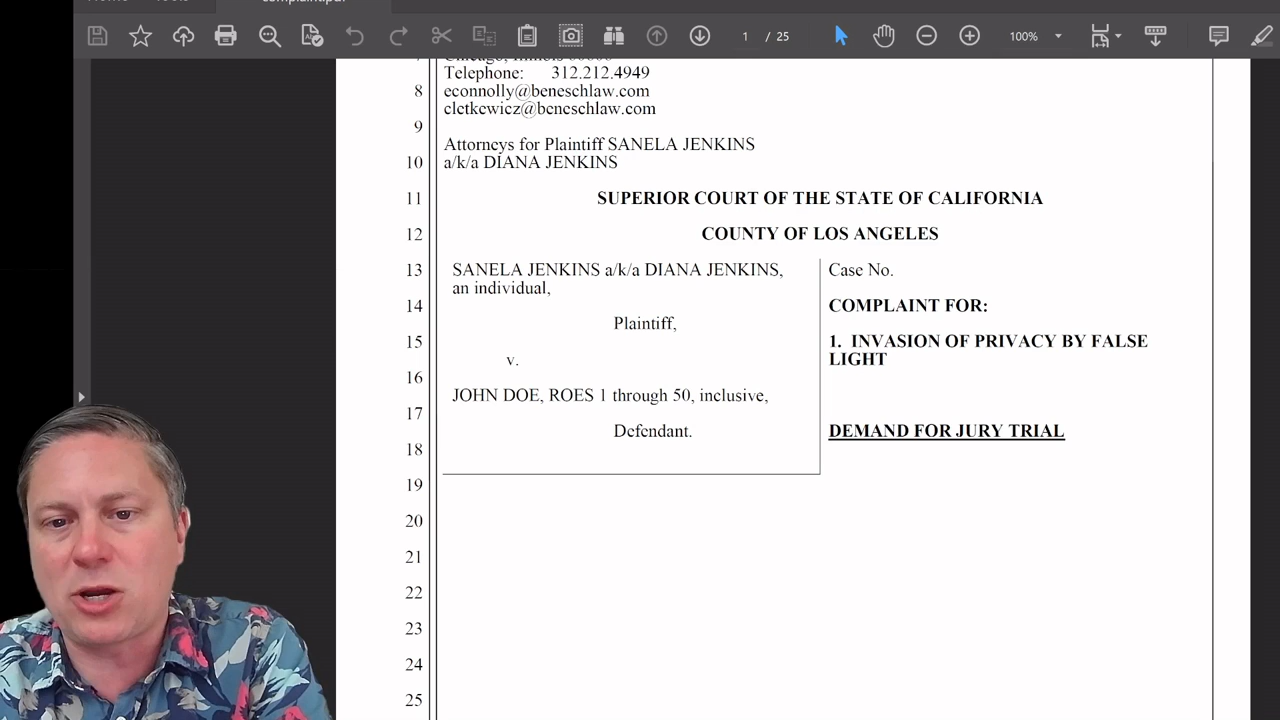 complaint.pdf
1 / 25
100%
Telephone: 312.212.4949
8 econnolly@beneschlaw.com
cletkewicz@beneschlaw.com
9
Attorneys for Plaintiff SANELA JENKINS
10 a/k/a DIANA JENKINS
11 SUPERIOR COURT OF THE STATE OF CALIFORNIA
12 COUNTY OF LOS ANGELES
13 SANELA JENKINS a/k/a DIANA JENKINS, Case No.
an individual,
14 COMPLAINT FOR:
Plaintiff,
15 1. INVASION OF PRIVACY BY FALSE
v. LIGHT
16
JOHN DOE, ROES 1 through 50, inclusive,
17
Defendant. DEMAND FOR JURY TRIAL
18
19
20
21
22
23
24
25